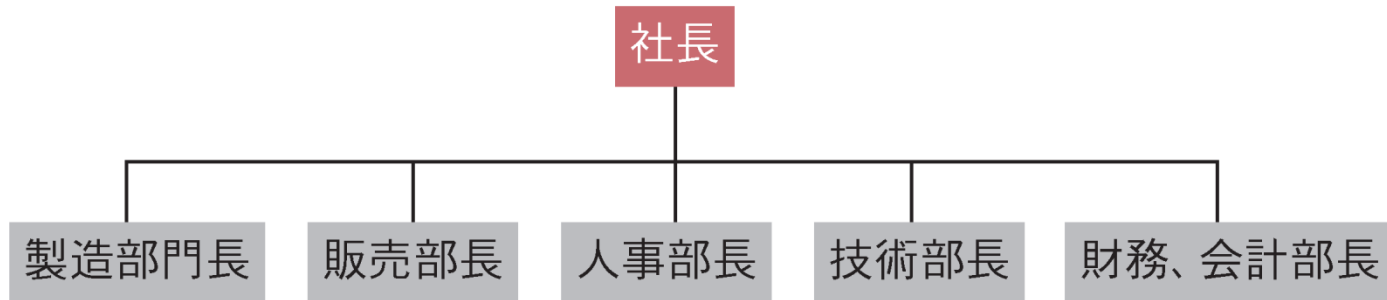 社長
製造部門長
販売部長
人事部長
技術部長
財務、会計部長